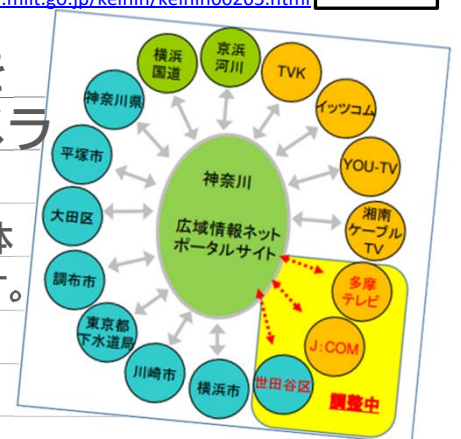 .mlit.go.jp/keihin/keihin00265.html
ラ
体
。
神奈川
広域情報ネット
ポータルサイト
京浜
河川
TVK
イッツコム
YOU-TV
湘南
ケーブル
TV
多摩
テレビ
J:COM
世田谷区
調整中
横浜市
川崎市
東京都
下水道局
調布市
大田区
平塚市
神奈川県
横浜
国道